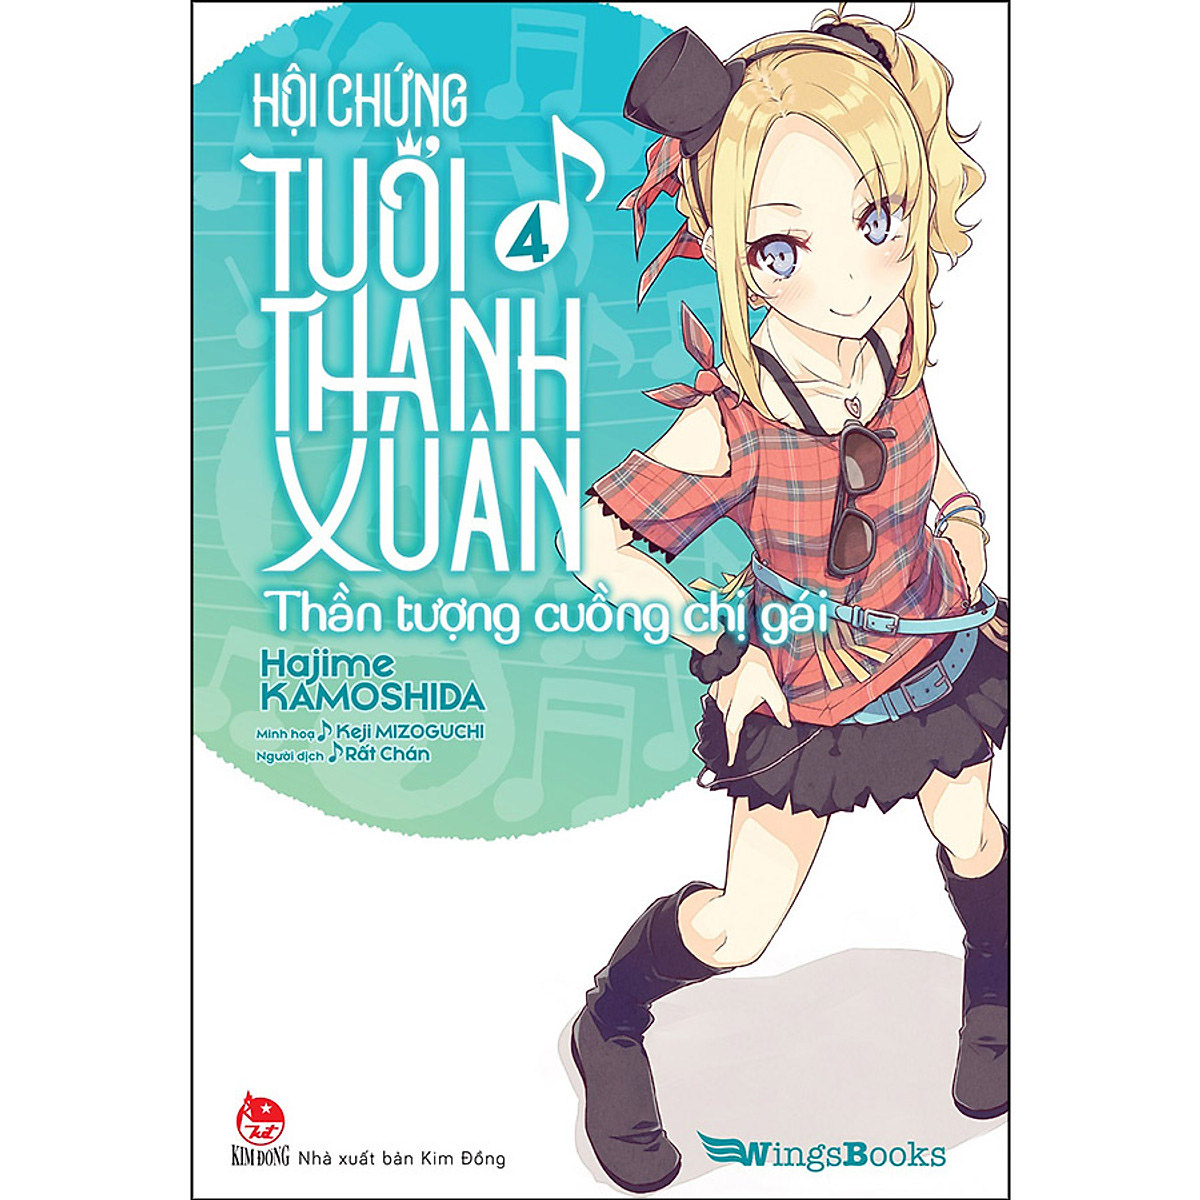 HỘI CHỨNG
TUỔI
4
THANH
XUÂN
Thần tượng cuồng chị gái
Hajime
KAMOSHIDA
Minh hoạ Keji MIZOGUCHI
Người dịch Rất Chán
KIM ĐỒNG Nhà xuất bản Kim Đồng
WingsBooks